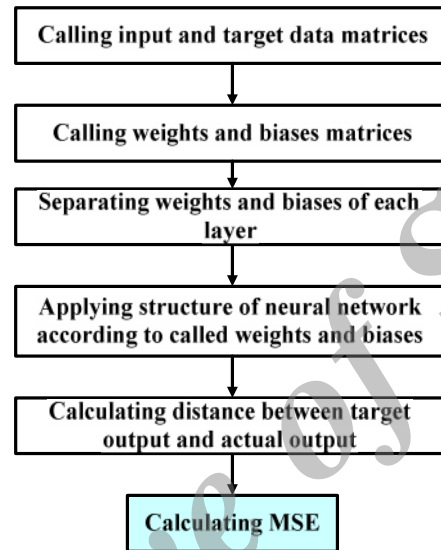 Calling input and target data matrices
Calling weights and biases matrices
Separating weights and biases of each
layer
Applying structure of neural network
according to called weights and biases
Calculating distance between target
output and actual output
Calculating MSE